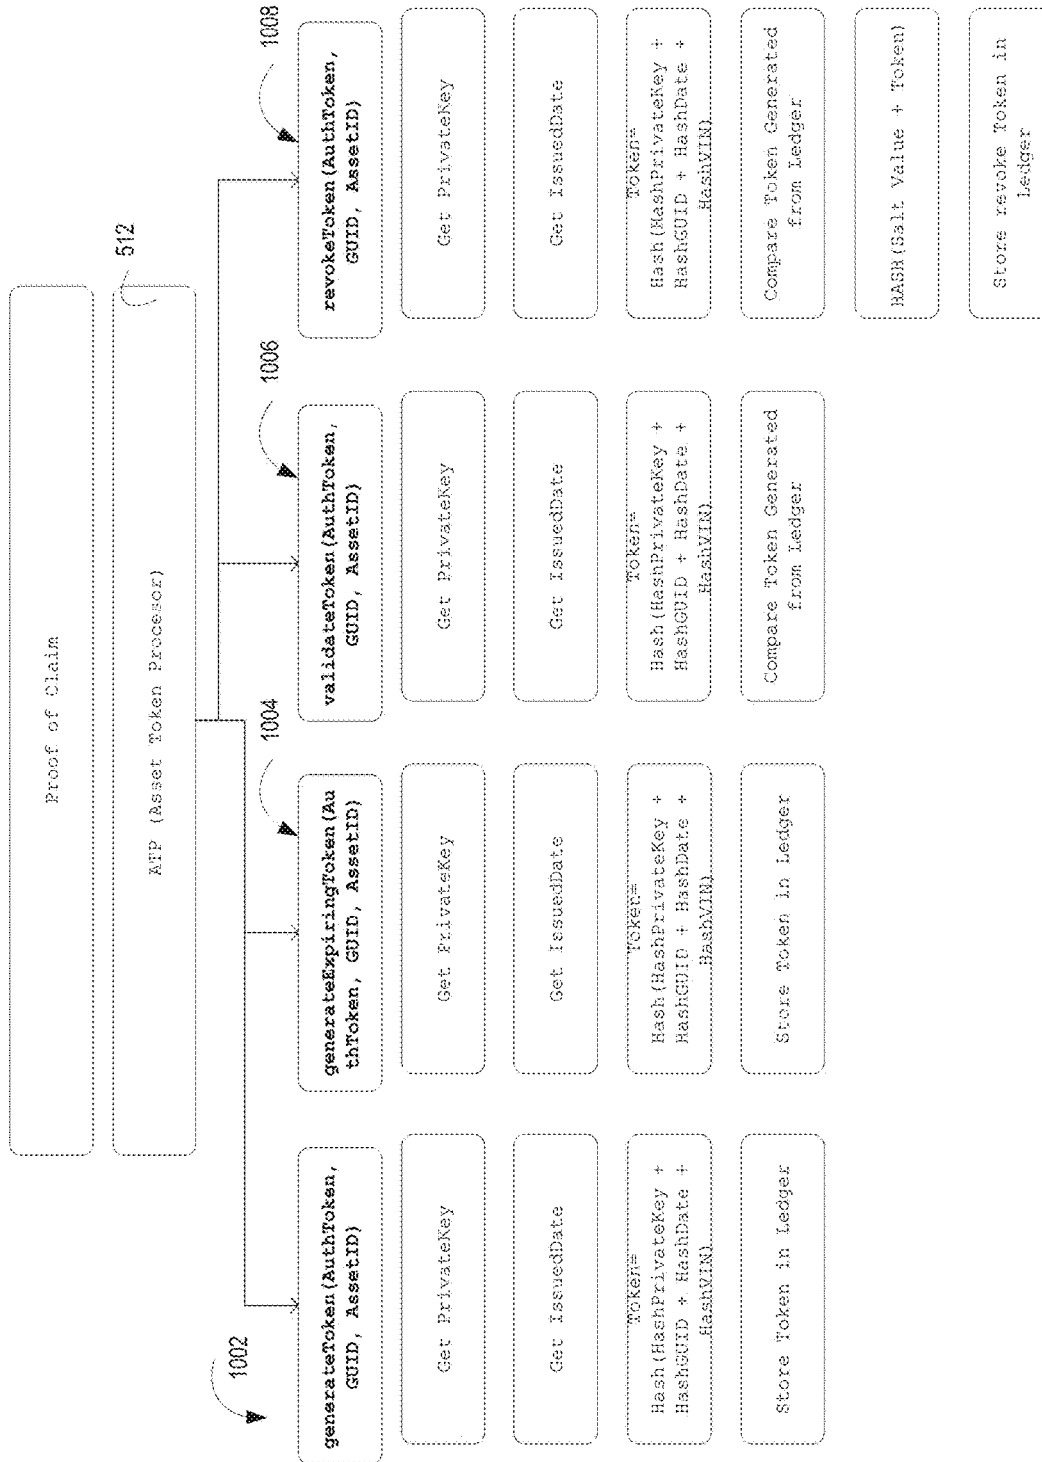 Proof of Claim
ATP (Asset Token Procesor)
512
1002
generateToken(AuthToken,
GUID, AssetID)
Get PrivateKey
Get IssuedDate
Token=
Hash(HashPrivateKey +
HashGUID + HashDate +
HashVIN)
Store Token in Ledger
1004
generateExpiringToken(Au
thToken, GUID, AssetID)
Get PrivateKey
Get IssuedDate
Token=
Hash(HashPrivateKey +
HashGUID + HashDate +
HashVIN)
Store Token in Ledger
1006
validateToken(AuthToken,
GUID, AssetID)
Get PrivateKey
Get IssuedDate
Token=
Hash(HashPrivateKey +
HashGUID + HashDate +
HashVIN)
Compare Token Generated
from Ledger
1008
revokeToken(AuthToken,
GUID, AssetID)
Get PrivateKey
Get IssuedDate
Token=
Hash(HashPrivateKey +
HashGUID + HashDate +
HashVIN)
Compare Token Generated
from Ledger
HASH(Salt Value + Token)
Store revoke Token in
Ledger